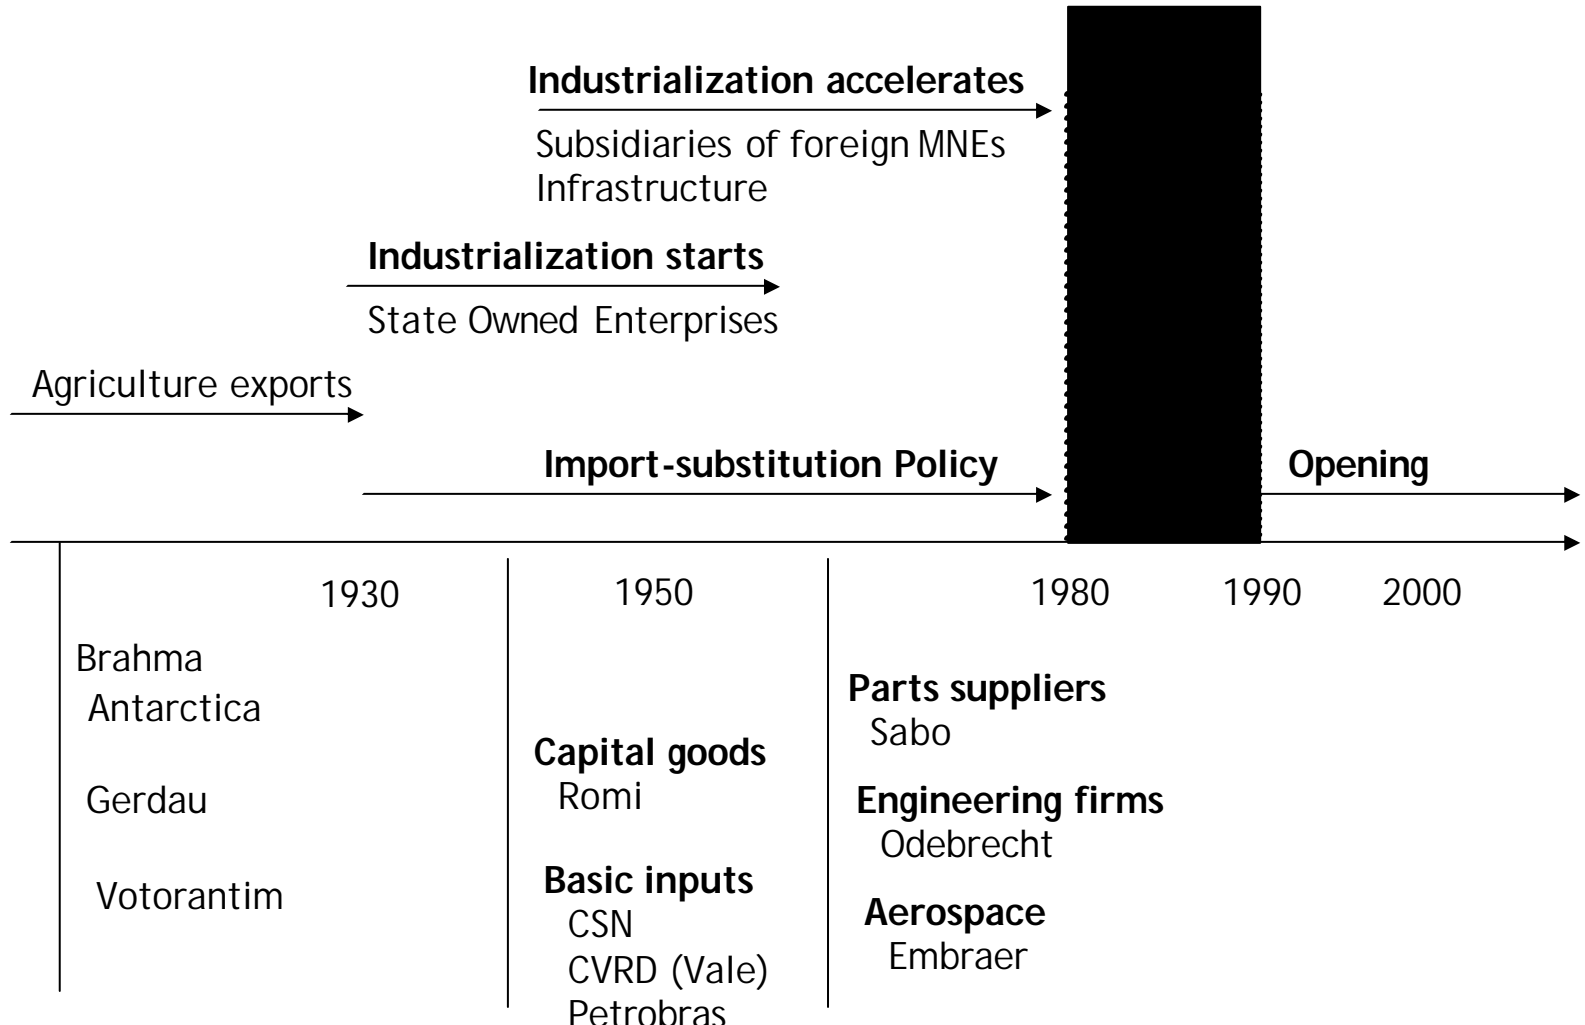 Industrialization accelerates
Subsidiaries of foreign MNEs
Infrastructure
Industrialization starts
State Owned Enterprises
Agriculture exports
Import-substitution Policy
Opening
1930
1950
1980
1990
2000
Brahma
Antarctica
Gerdau
Votorantim
Capital goods
Romi
Basic inputs
CSN
CVRD (Vale)
Petrobras
Parts suppliers
Sabo
Engineering firms
Odebrecht
Aerospace
Embraer